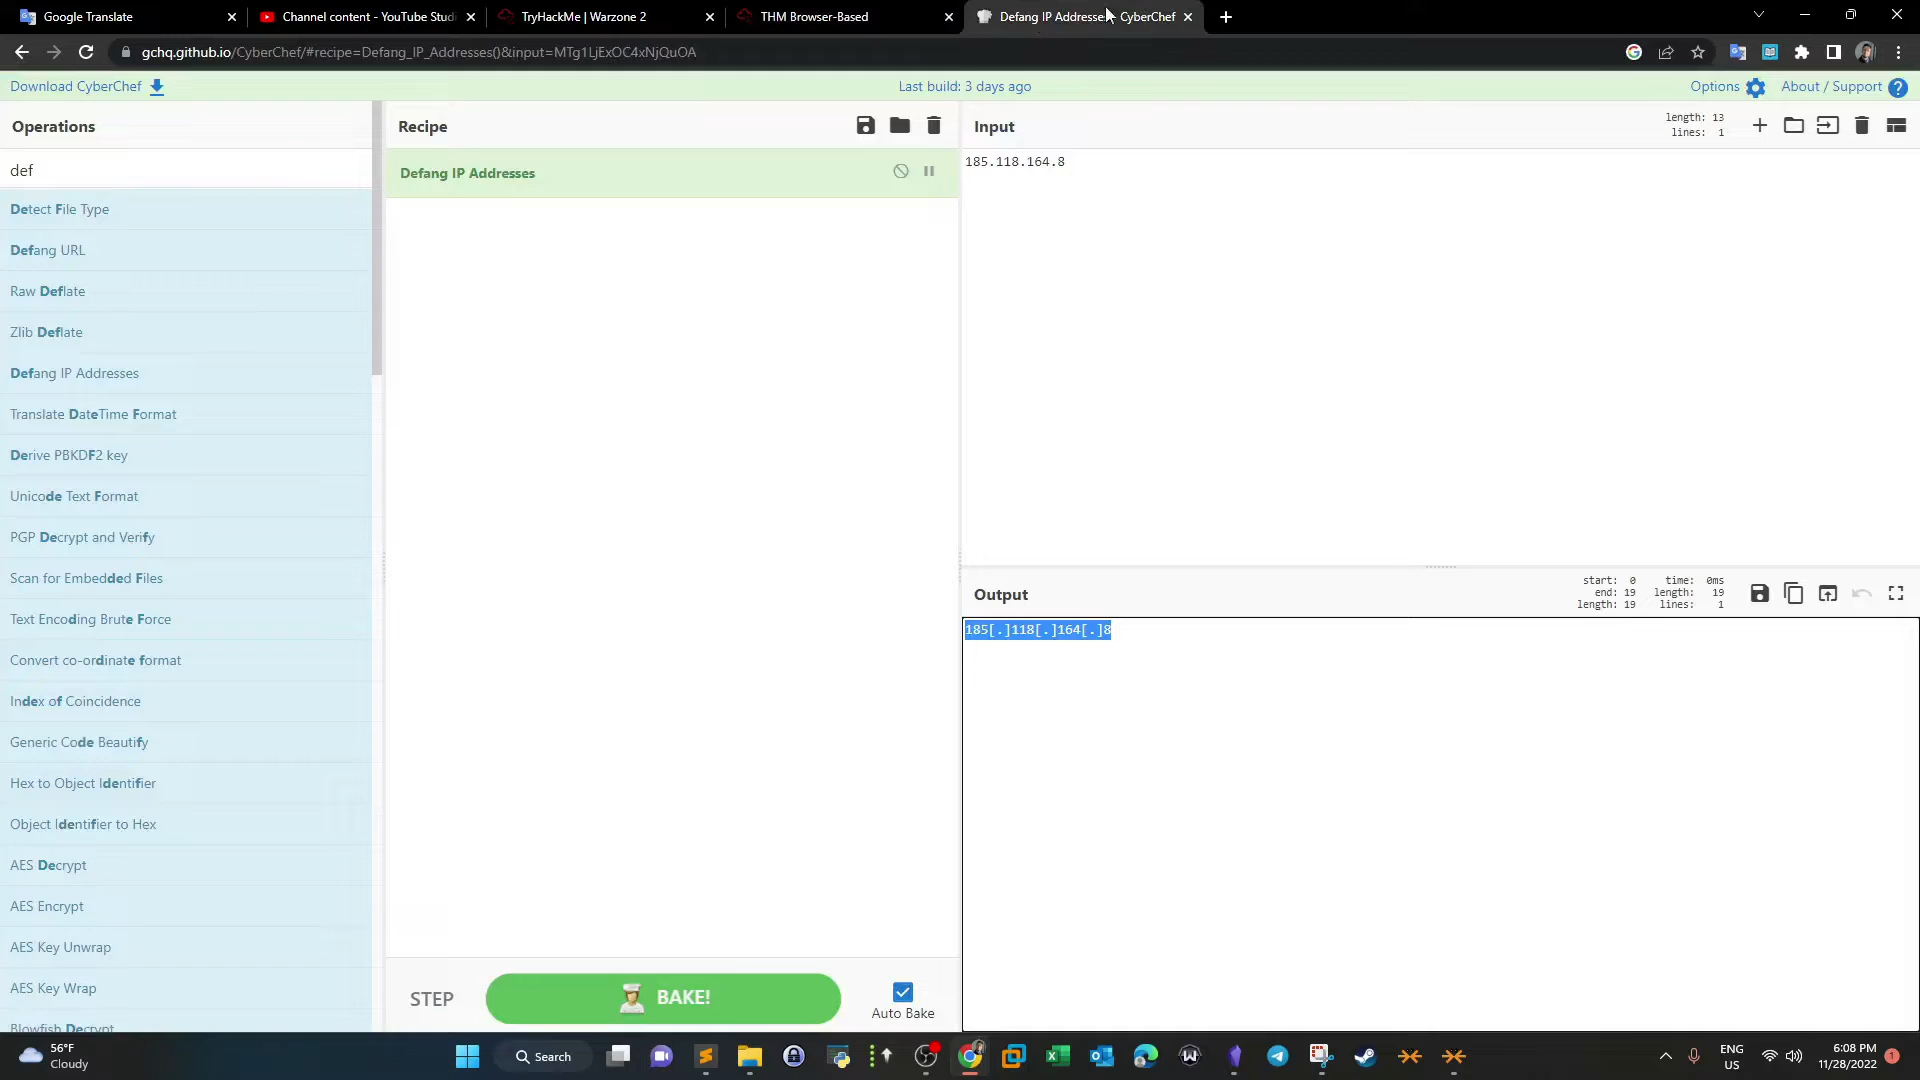 Google Translate
Channel content - YouTube Studi
TryHackMe | Warzone 2
THM Browser-Based
Defang IP Addresses CyberChef
gchq.github.io/CyberChef/#recipe=Defang_IP_Addresses()&input=MTg1LjExOC4xNjQuOA
Download CyberChef
Last build: 3 days ago
Options
About / Support
Operations
def
Detect File Type
Defang URL
Raw Deflate
Zlib Deflate
Defang IP Addresses
Translate DateTime Format
Derive PBKDF2 key
Unicode Text Format
PGP Decrypt and Verify
Scan for Embedded Files
Text Encoding Brute Force
Convert co-ordinate format
Index of Coincidence
Generic Code Beautify
Hex to Object Identifier
Object Identifier to Hex
AES Decrypt
AES Encrypt
AES Key Unwrap
AES Key Wrap
Blowfish Decrypt
Recipe
Defang IP Addresses
STEP
BAKE!
Auto Bake
Input
length: 13
lines: 1
185.118.164.8
Output
start: 0 time: 0ms
end: 19 length: 19
length: 19 lines: 1
185[.]118[.]164[.]8
56°F
Cloudy
Search
ENG
US
6:08 PM
11/28/2022
1